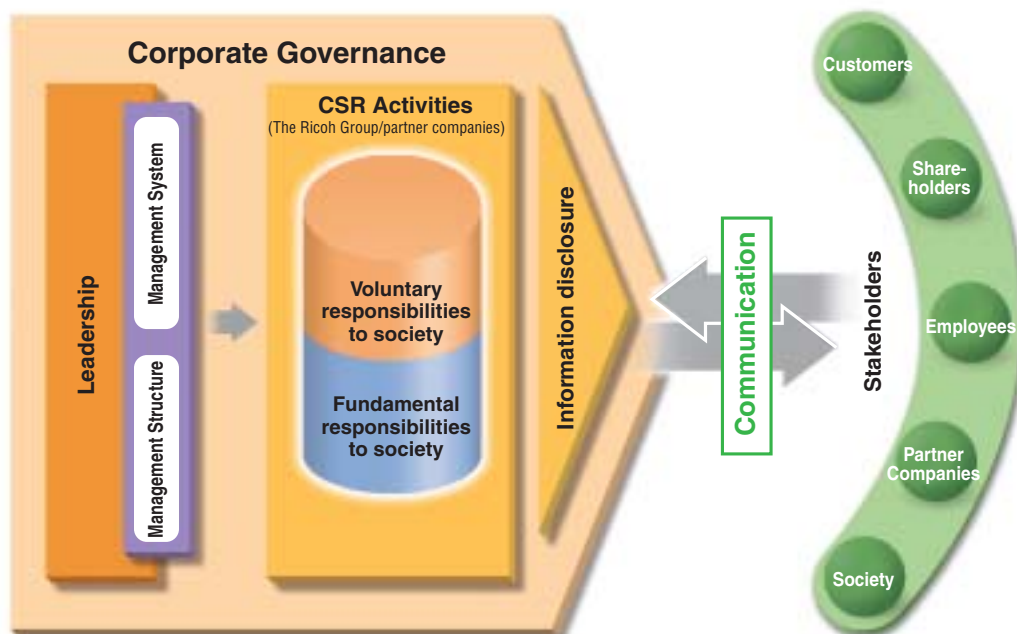 Corporate Governance
Leadership
Management System
Management Structure
CSR Activities
(The Ricoh Group/partner companies)
Voluntary
responsibilities
to society
Fundamental
responsibilities
to society
Information disclosure
Communication
Stakeholders
Customers
Share-
holders
Employees
Partner
Companies
Society